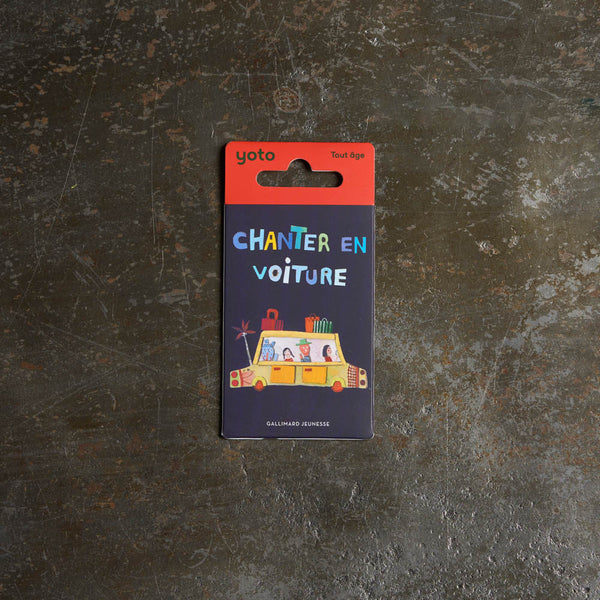 yoto Tout âge
CHANTER EN
VOiTURE
GALLIMARD JEUNESSE